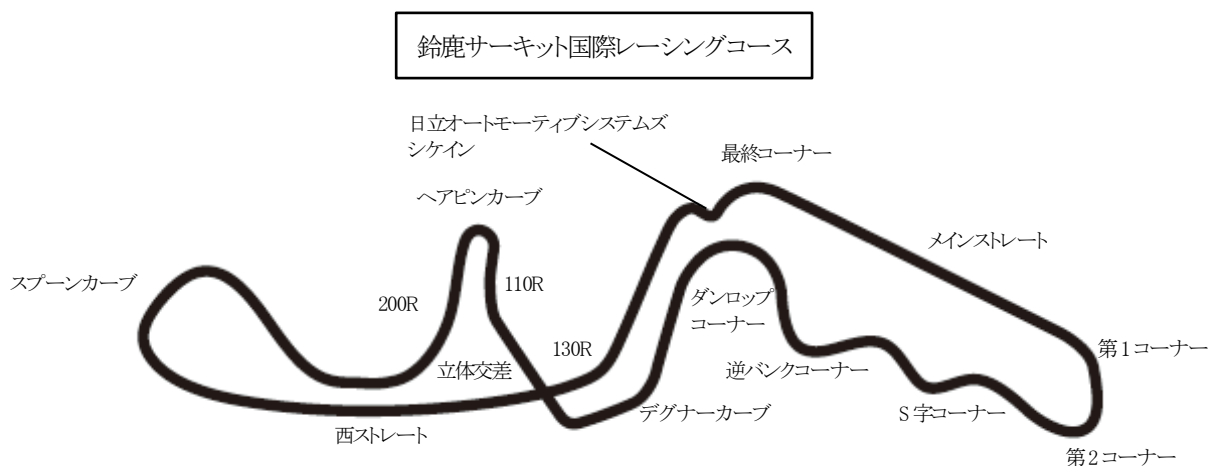 鈴鹿サーキット国際レーシングコース
日立オートモーティブシステムズ
シケイン
最終コーナー
ヘアピンカーブ
メインストレート
スプーンカーブ
110R
200R
ダンロップ
コーナー
130R
第1コーナー
立体交差
逆バンクコーナー
デグナーカーブ
S字コーナー
西ストレート
第2コーナー